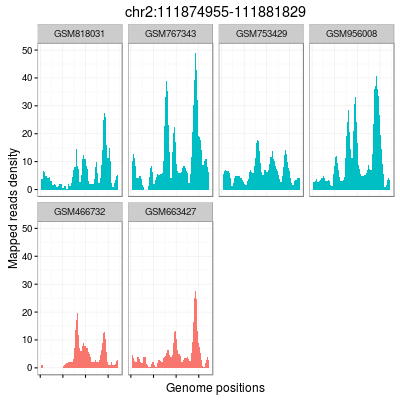 chr2:111874955-111881829
GSM818031 GSM767343 GSM753429 GSM956008
50
40
30
20
10
0
Mapped reads density
GSM466732 GSM663427
50
40
30
20
10
0
Genome positions